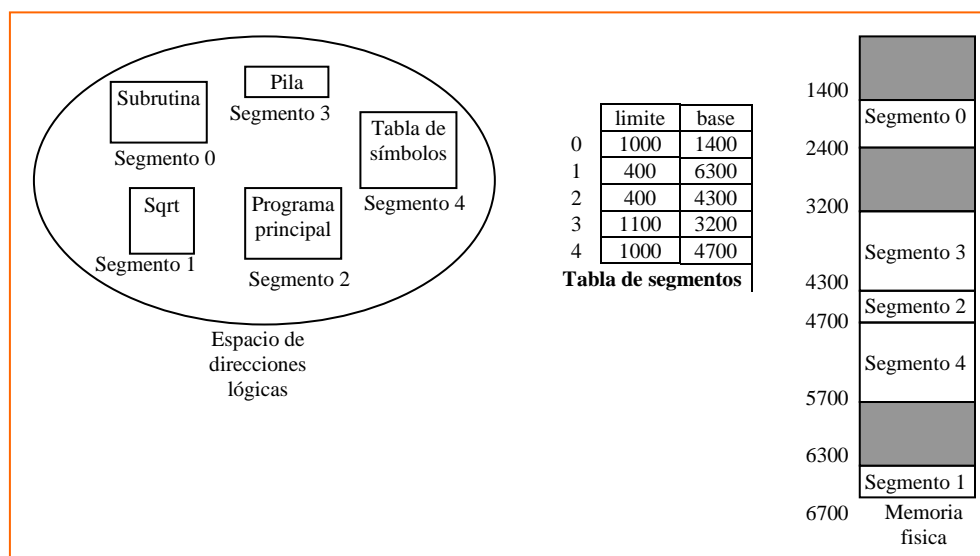 Subrutina
Segmento 0
Pila
Segmento 3
Tabla de
símbolos
Segmento 4
Sqrt
Segmento 1
Programa
principal
Segmento 2
Espacio de
direcciones
lógicas
limite base
0 1000 1400
1 400 6300
2 400 4300
3 1100 3200
4 1000 4700
Tabla de segmentos
1400
Segmento 0
2400
3200
Segmento 3
4300
Segmento 2
4700
Segmento 4
5700
6300
Segmento 1
6700
Memoria
fisica